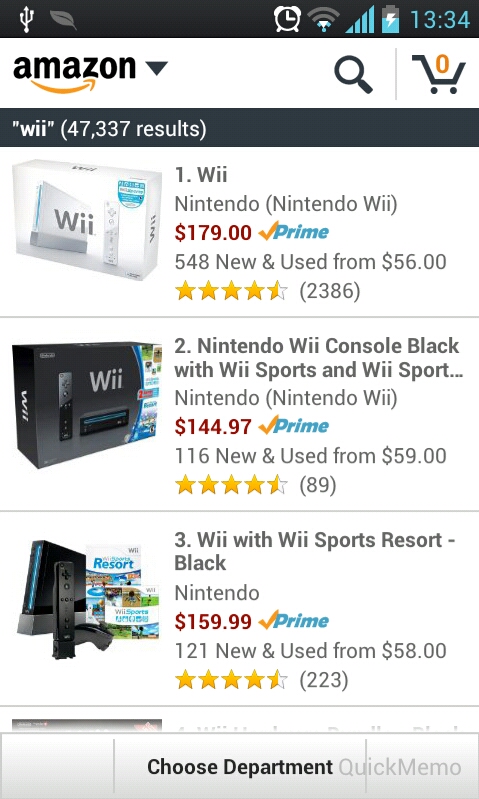 13:34
amazon
0
"wii" (47,337 results)
Wii
1. Wii
Nintendo (Nintendo Wii)
$179.00 Prime
548 New & Used from $56.00
(2386)
Wii
Wii
2. Nintendo Wii Console Black
with Wii Sports and Wii Sport...
Nintendo (Nintendo Wii)
$144.97 Prime
116 New & Used from $59.00
(89)
Wii
Wii Sports
Resort
Wii
Wii Sports
3. Wii with Wii Sports Resort -
Black
Nintendo
$159.99 Prime
121 New & Used from $58.00
(223)
Choose Department
QuickMemo